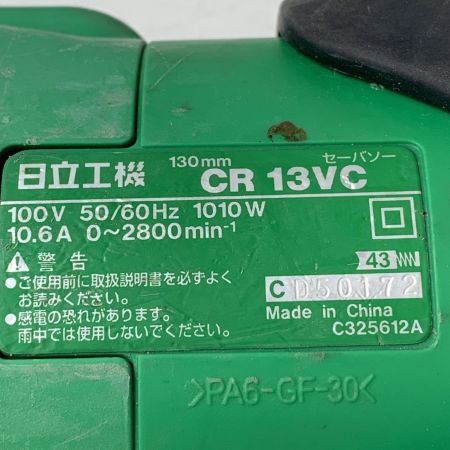 130mm セーバソー
日立工機 CR 13VC
100V 50/60Hz 1010W
10.6A 0〜2800min⁻¹
警告
●ご使用前に取扱説明書を必ずよく
お読みください。
●感電の恐れがあります。
雨中では使用しないでください。
43
C D50172
Made in China
C325612A
>PA6-GF-30<